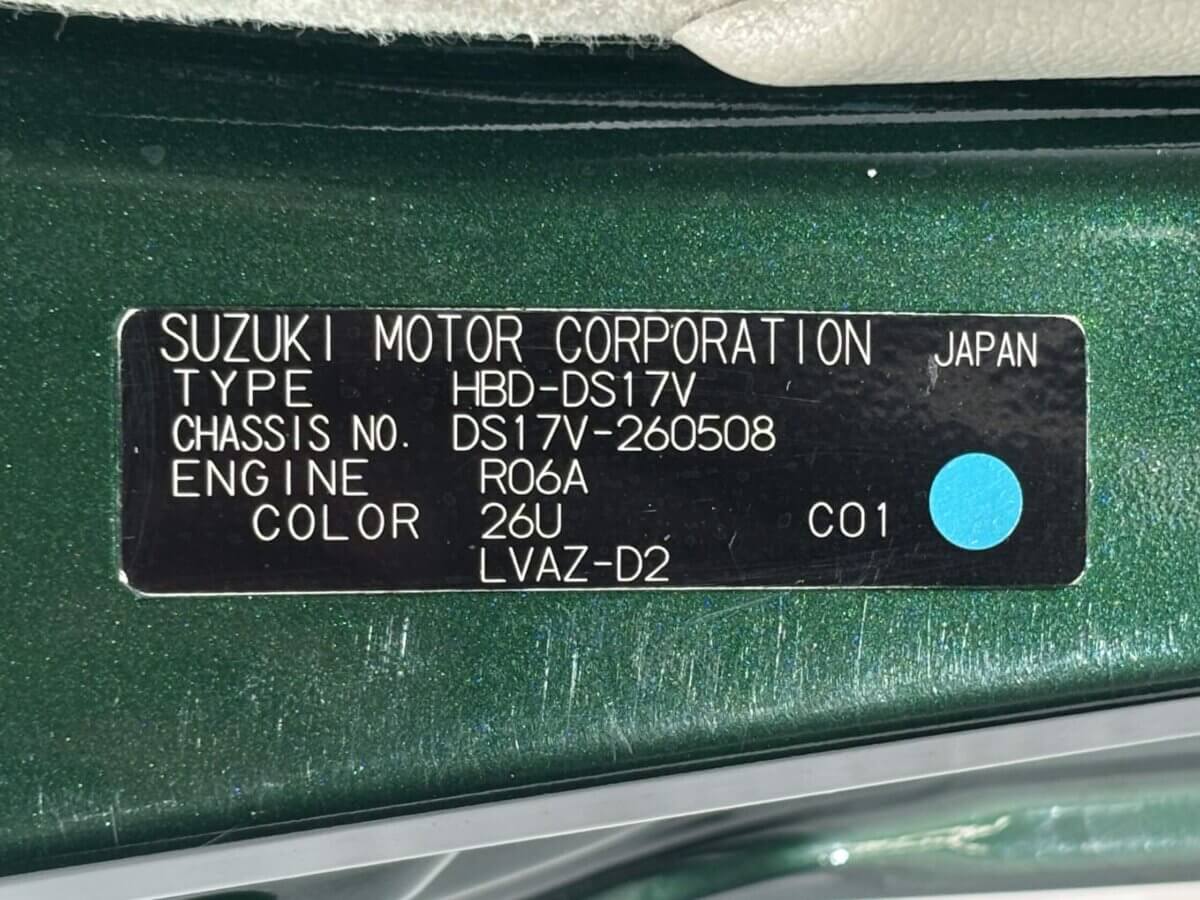 SUZUKI MOTOR CORPORATION JAPAN
TYPE HBD-DS17V
CHASSIS NO. DS17V-260508
ENGINE R06A
COLOR 26U C01
LVAZ-D2